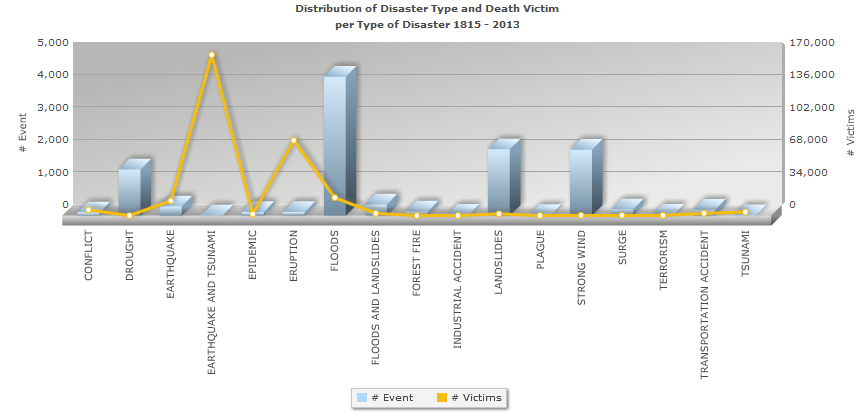 Distribution of Disaster Type and Death Victim
per Type of Disaster 1815 - 2013
5,000
4,000
3,000
2,000
1,000
0
# Event
170,000
136,000
102,000
68,000
34,000
0
# Victims
CONFLICT
DROUGHT
EARTHQUAKE
EARTHQUAKE AND TSUNAMI
EPIDEMIC
ERUPTION
FLOODS
FLOODS AND LANDSLIDES
FOREST FIRE
INDUSTRIAL ACCIDENT
LANDSLIDES
PLAGUE
STRONG WIND
SURGE
TERRORISM
TRANSPORTATION ACCIDENT
TSUNAMI
# Event
# Victims